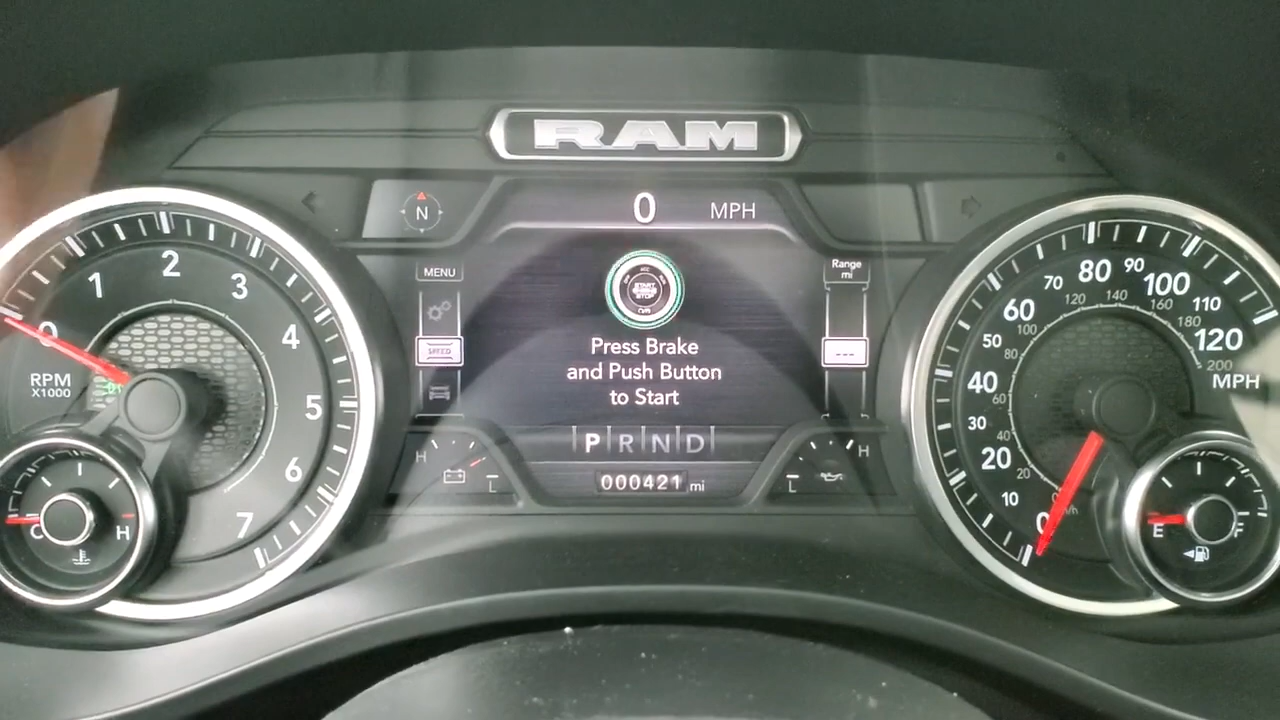 RAM
N
0 MPH
MENU
Range
mi
START
STOP
SPEED
---
Press Brake
and Push Button
to Start
P R N D
000421 mi
H
L
H
L
0
1
2
3
4
5
6
7
RPM
X1000
C
H
0
10
20
30
40
50
60
70
80
90
100
110
120
MPH
20
40
60
80
100
120
140
160
180
200
E
F